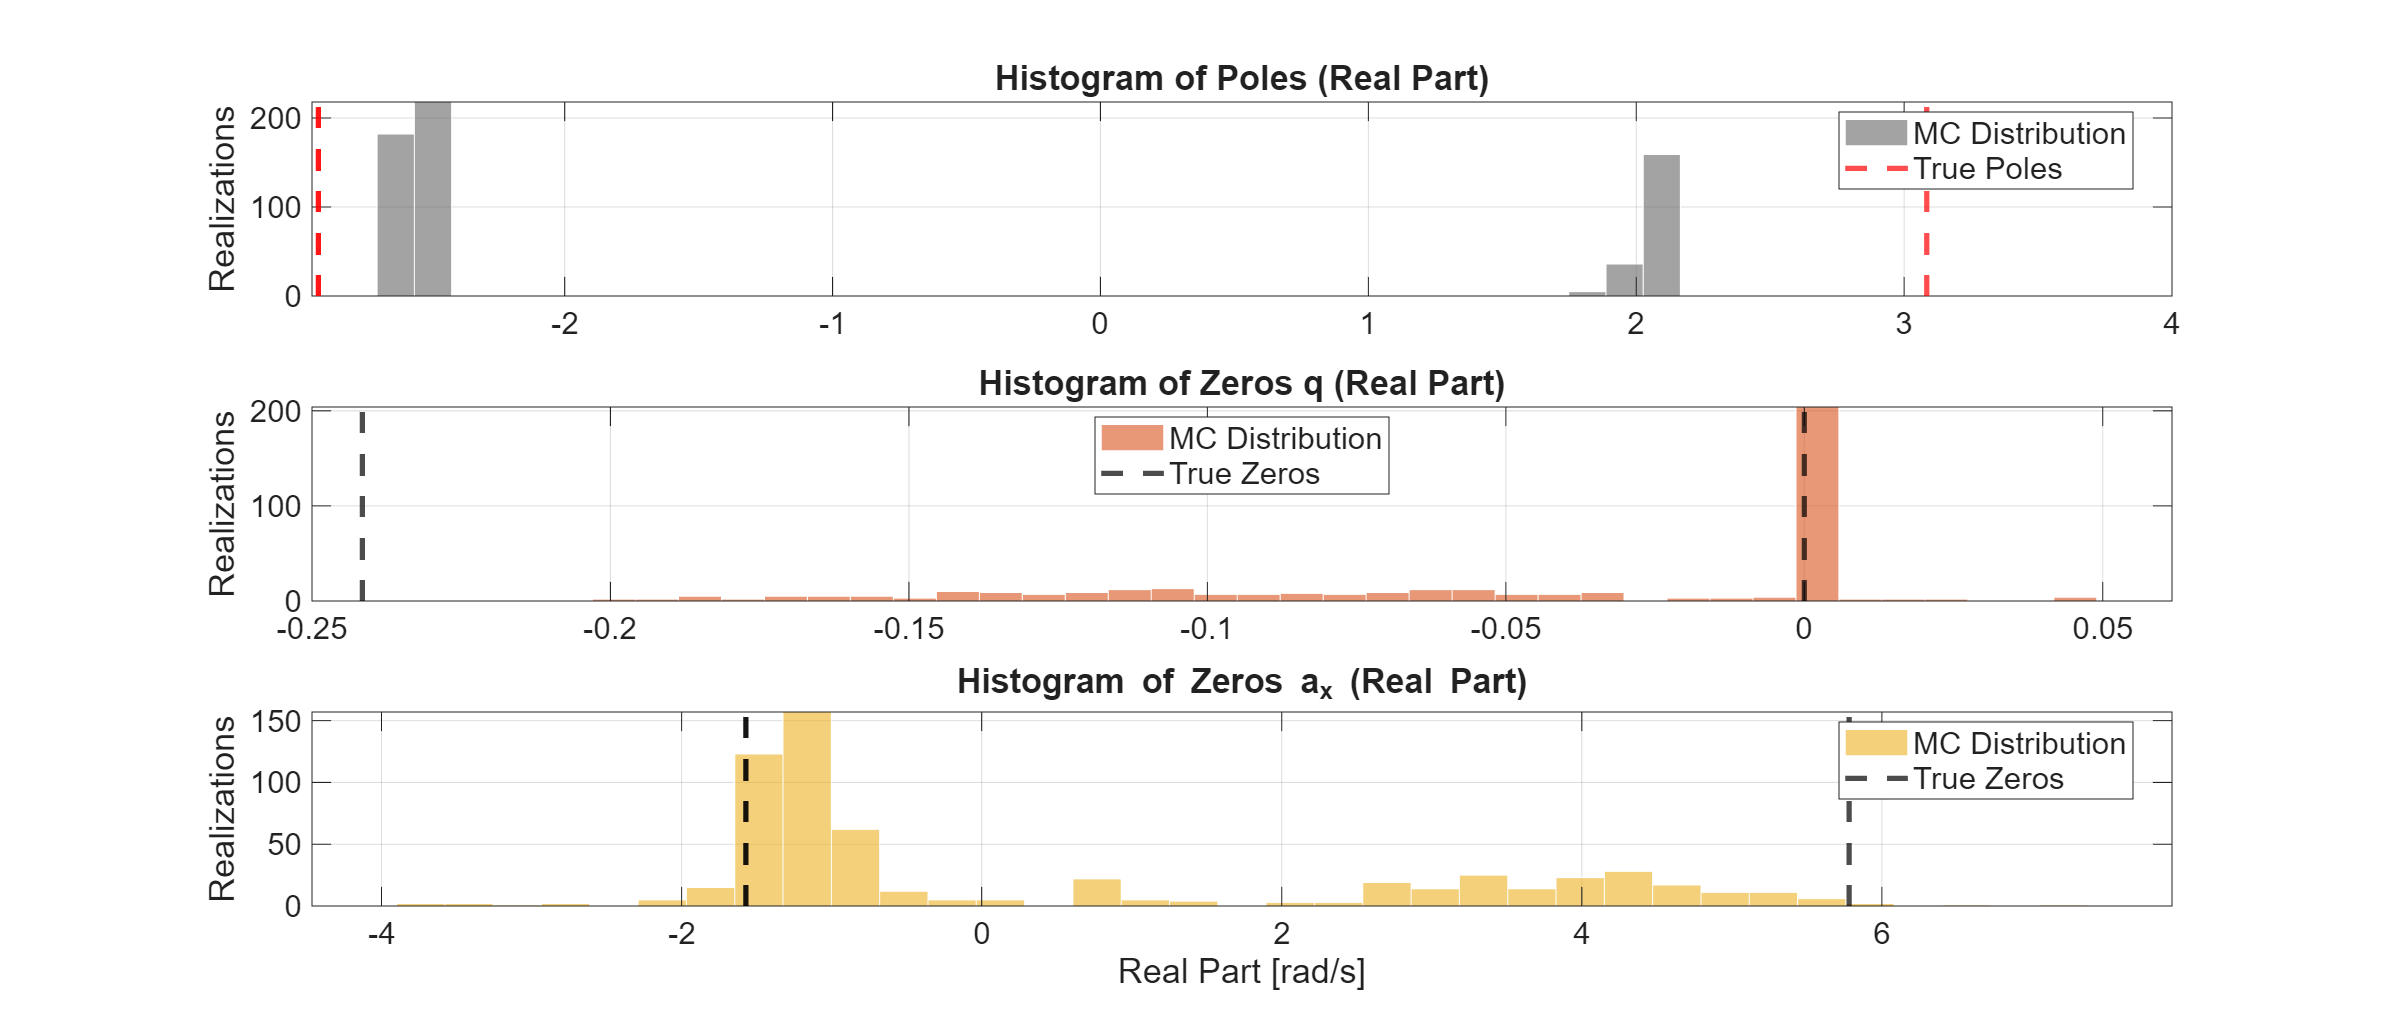 Histogram of Poles (Real Part)
Realizations
200
100
0
MC Distribution
True Poles
-2
-1
0
1
2
3
4
Histogram of Zeros q (Real Part)
Realizations
200
100
0
MC Distribution
True Zeros
-0.25
-0.2
-0.15
-0.1
-0.05
0
0.05
Histogram of Zeros aₓ (Real Part)
Realizations
150
100
50
0
MC Distribution
True Zeros
-4
-2
0
2
4
6
Real Part [rad/s]